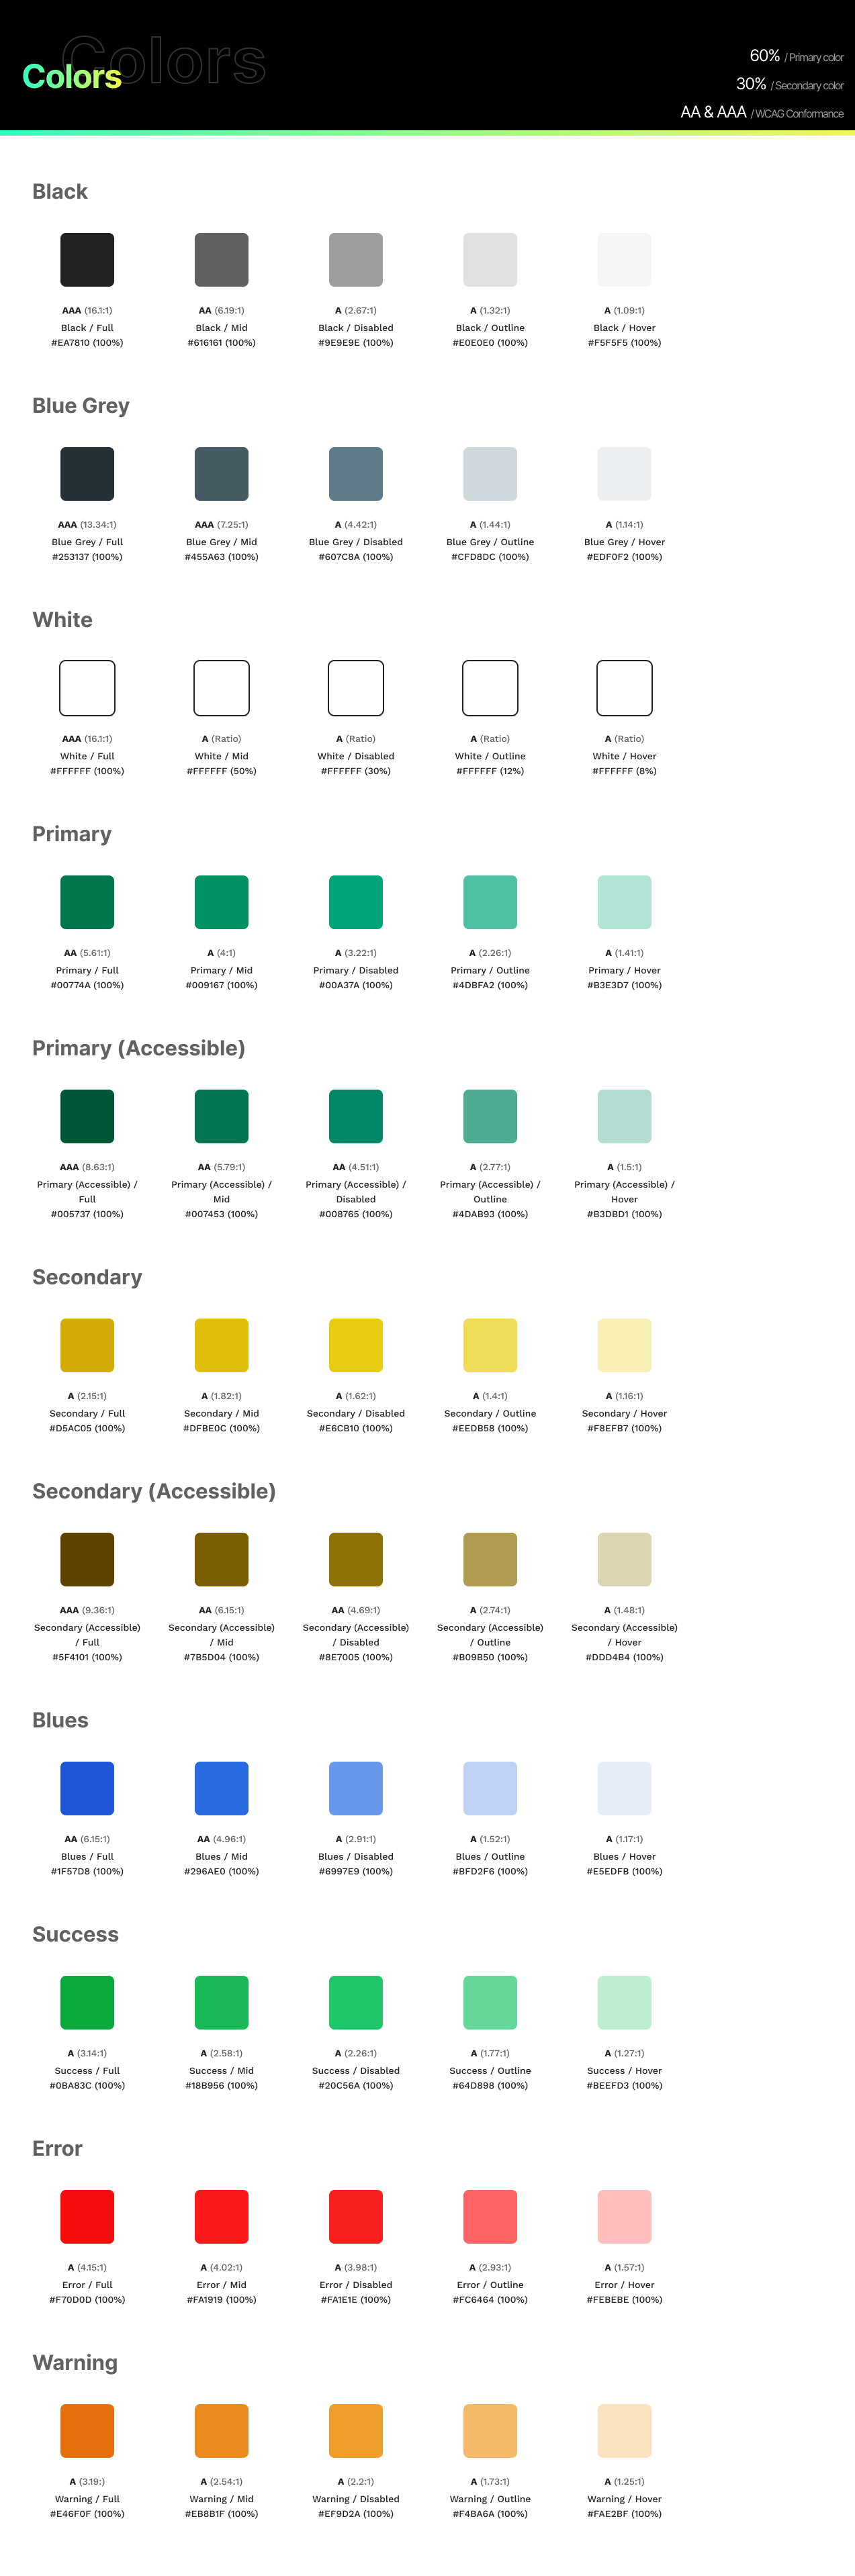 Colors
Colors
60% / Primary color
30% / Secondary color
AA & AAA / WCAG Conformance
Black
AAA (16.1:1) AA (6.19:1) A (2.67:1) A (1.32:1) A (1.09:1)
Black / Full Black / Mid Black / Disabled Black / Outline Black / Hover
#EA7810 (100%) #616161 (100%) #9E9E9E (100%) #E0E0E0 (100%) #F5F5F5 (100%)
Blue Grey
AAA (13.34:1) AAA (7.25:1) A (4.42:1) A (1.44:1) A (1.14:1)
Blue Grey / Full Blue Grey / Mid Blue Grey / Disabled Blue Grey / Outline Blue Grey / Hover
#253137 (100%) #455A63 (100%) #607C8A (100%) #CFD8DC (100%) #EDF0F2 (100%)
White
AAA (16.1:1) A (Ratio) A (Ratio) A (Ratio) A (Ratio)
White / Full White / Mid White / Disabled White / Outline White / Hover
#FFFFFF (100%) #FFFFFF (50%) #FFFFFF (30%) #FFFFFF (12%) #FFFFFF (8%)
Primary
AA (5.61:1) A (4:1) A (3.22:1) A (2.26:1) A (1.41:1)
Primary / Full Primary / Mid Primary / Disabled Primary / Outline Primary / Hover
#00774A (100%) #009167 (100%) #00A37A (100%) #4DBFA2 (100%) #B3E3D7 (100%)
Primary (Accessible)
AAA (8.63:1) AA (5.79:1) AA (4.51:1) A (2.77:1) A (1.5:1)
Primary (Accessible) / Primary (Accessible) / Primary (Accessible) / Primary (Accessible) / Primary (Accessible) /
Full Mid Disabled Outline Hover
#005737 (100%) #007453 (100%) #008765 (100%) #4DAB93 (100%) #B3DBD1 (100%)
Secondary
A (2.15:1) A (1.82:1) A (1.62:1) A (1.4:1) A (1.16:1)
Secondary / Full Secondary / Mid Secondary / Disabled Secondary / Outline Secondary / Hover
#D5AC05 (100%) #DFBE0C (100%) #E6CB10 (100%) #EEDB58 (100%) #F8EFB7 (100%)
Secondary (Accessible)
AAA (9.36:1) AA (6.15:1) AA (4.69:1) A (2.74:1) A (1.48:1)
Secondary (Accessible) Secondary (Accessible) Secondary (Accessible) Secondary (Accessible) Secondary (Accessible)
/ Full / Mid / Disabled / Outline / Hover
#5F4101 (100%) #7B5D04 (100%) #8E7005 (100%) #B09B50 (100%) #DDD4B4 (100%)
Blues
AA (6.15:1) AA (4.96:1) A (2.91:1) A (1.52:1) A (1.17:1)
Blues / Full Blues / Mid Blues / Disabled Blues / Outline Blues / Hover
#1F57D8 (100%) #296AE0 (100%) #6997E9 (100%) #BFD2F6 (100%) #E5EDFB (100%)
Success
A (3.14:1) A (2.58:1) A (2.26:1) A (1.77:1) A (1.27:1)
Success / Full Success / Mid Success / Disabled Success / Outline Success / Hover
#0BA83C (100%) #18B956 (100%) #20C56A (100%) #64D898 (100%) #BEEFD3 (100%)
Error
A (4.15:1) A (4.02:1) A (3.98:1) A (2.93:1) A (1.57:1)
Error / Full Error / Mid Error / Disabled Error / Outline Error / Hover
#F70D0D (100%) #FA1919 (100%) #FA1E1E (100%) #FC6464 (100%) #FEBEBE (100%)
Warning
A (3.19:) A (2.54:1) A (2.2:1) A (1.73:1) A (1.25:1)
Warning / Full Warning / Mid Warning / Disabled Warning / Outline Warning / Hover
#E46F0F (100%) #EB8B1F (100%) #EF9D2A (100%) #F4BA6A (100%) #FAE2BF (100%)